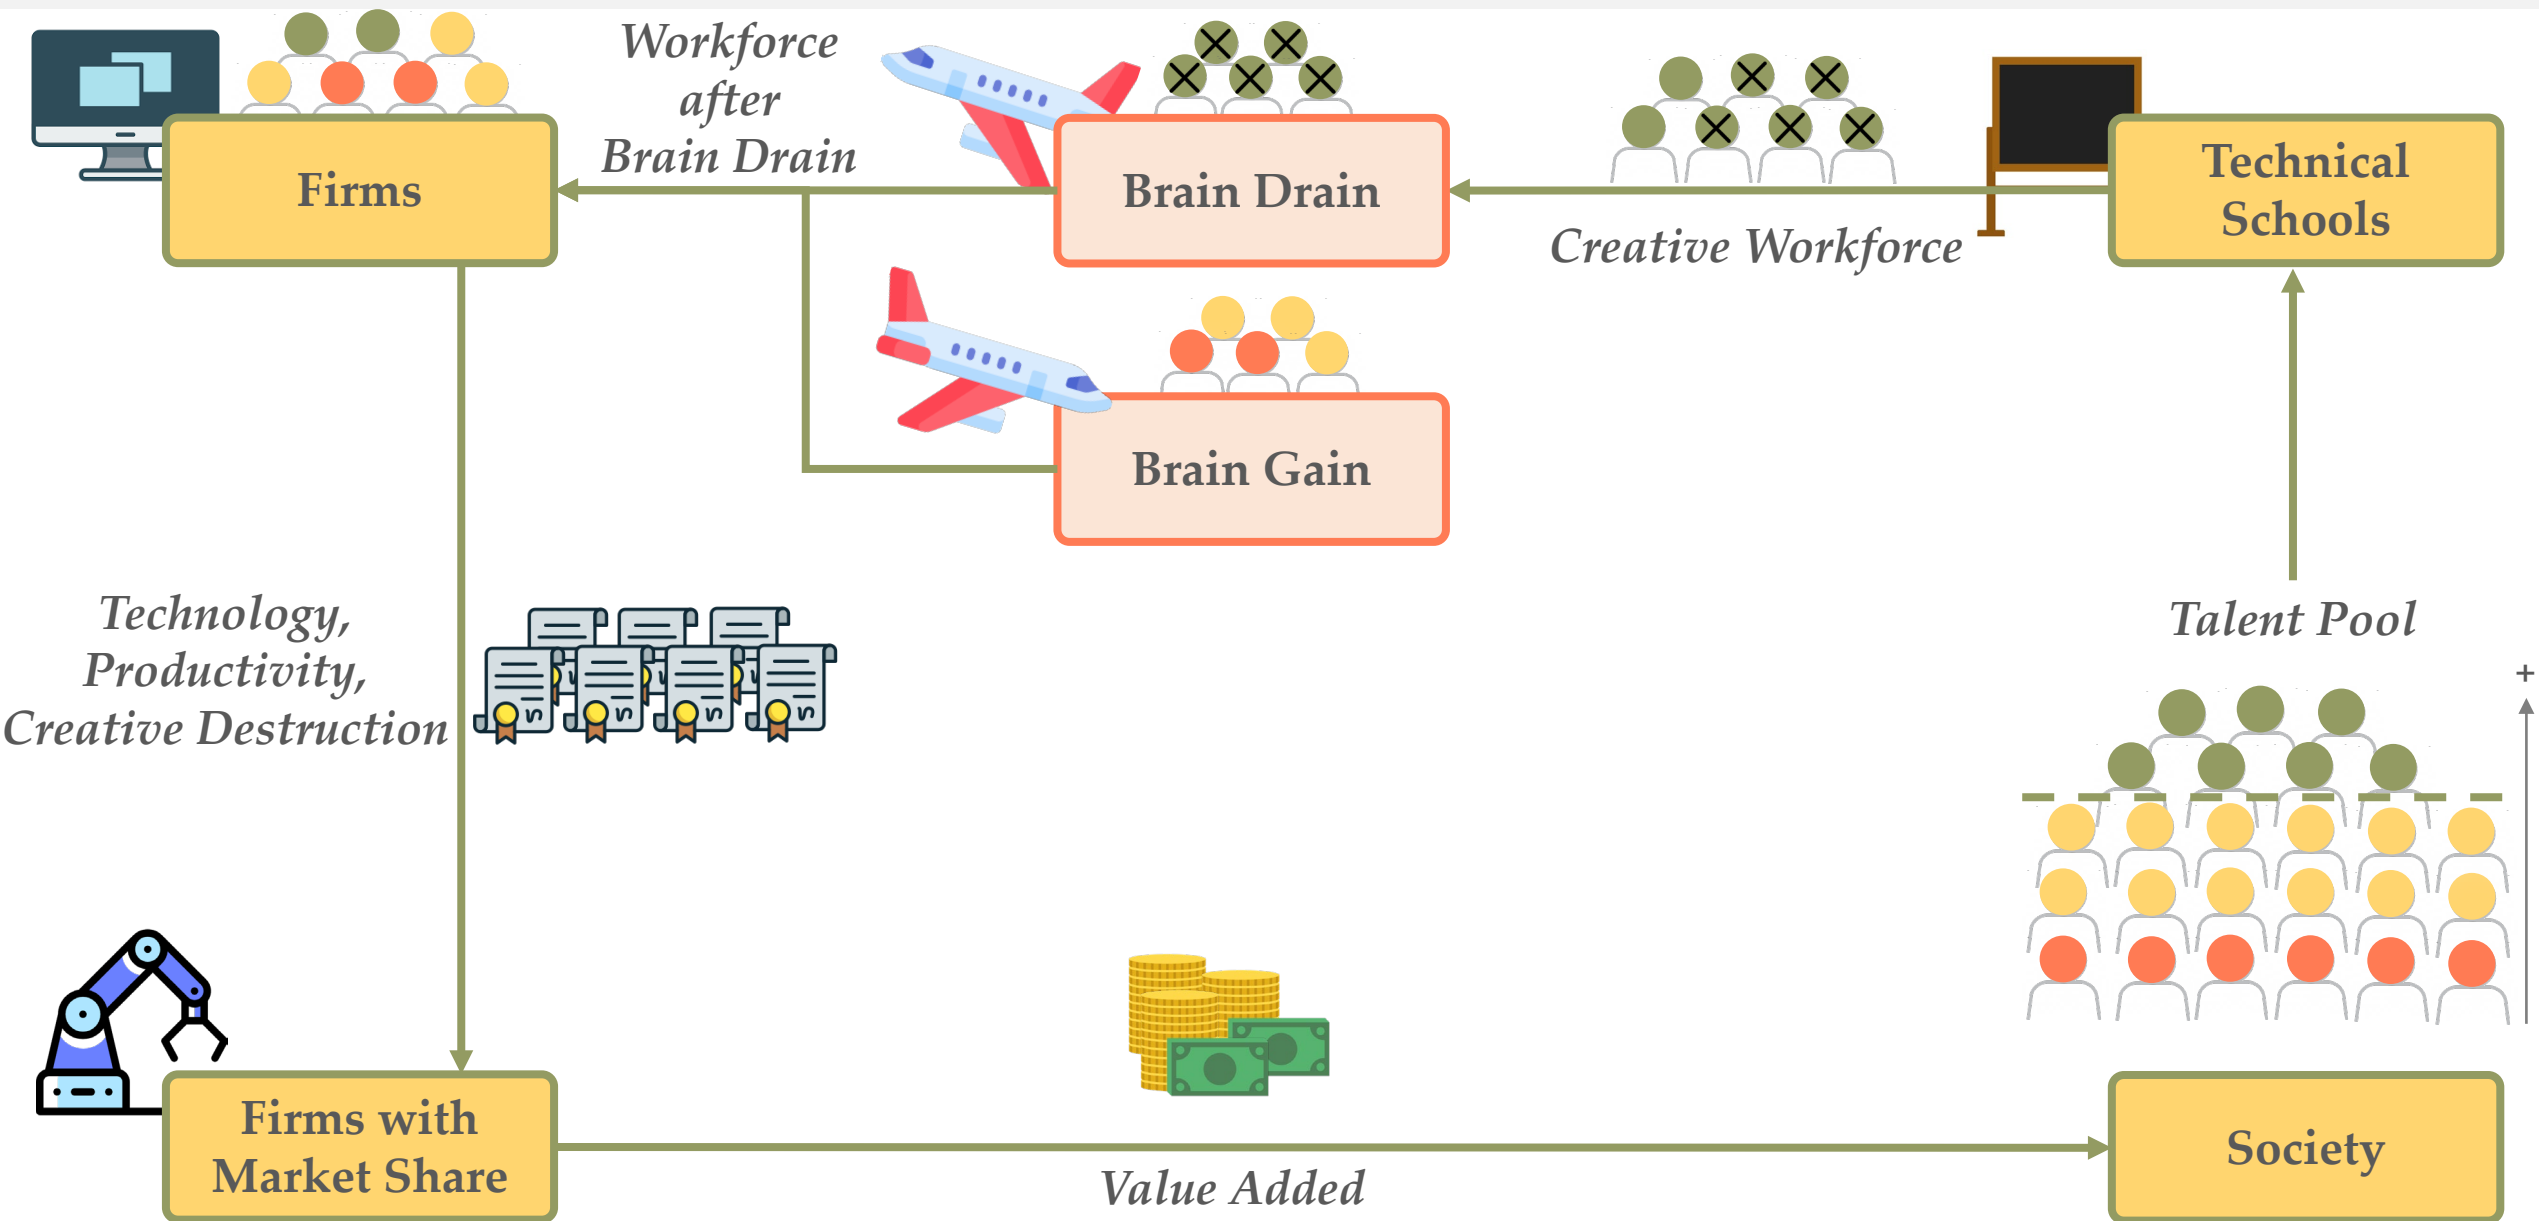 Workforce
after
Brain Drain
Firms
Brain Drain
Technical
Schools
Creative Workforce
Brain Gain
Technology,
Productivity,
Creative Destruction
Talent Pool
+
Firms with
Market Share
Value Added
Society